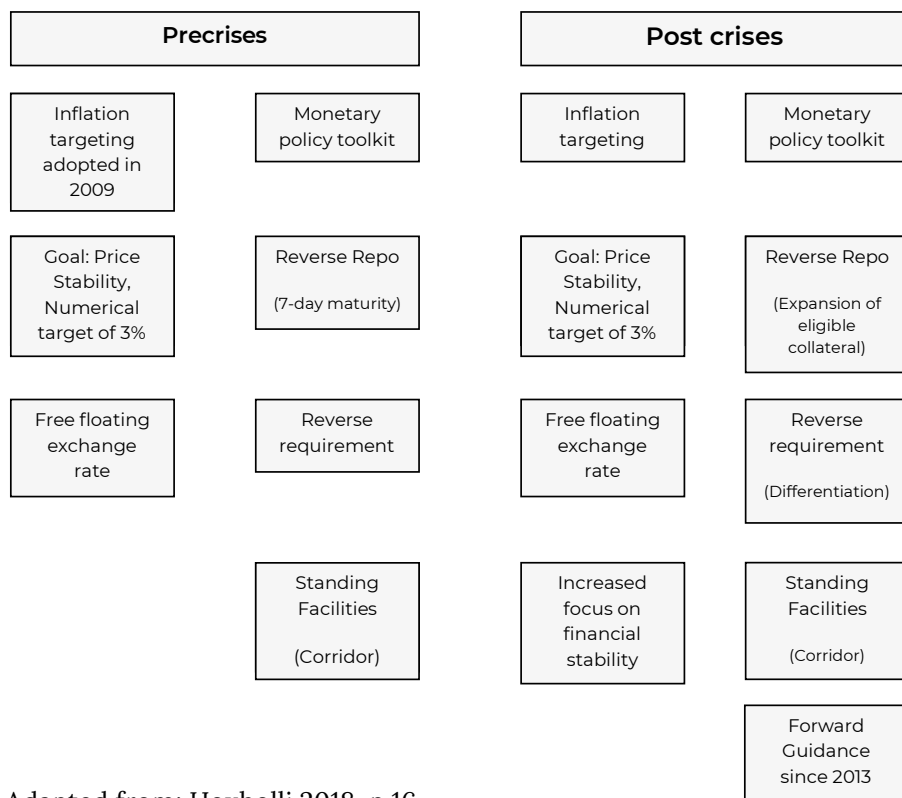 Precrises
Post crises
Inflation
targeting
adopted in
2009
Monetary
policy toolkit
Inflation
targeting
Monetary
policy toolkit
Goal: Price
Stability,
Numerical
target of 3%
Reverse Repo
(7-day maturity)
Goal: Price
Stability,
Numerical
target of 3%
Reverse Repo
(Expansion of
eligible
collateral)
Free floating
exchange
rate
Reverse
requirement
Free floating
exchange
rate
Reverse
requirement
(Differentiation)
Standing
Facilities
(Corridor)
Increased
focus on
financial
stability
Standing
Facilities
(Corridor)
Forward
Guidance
since 2013